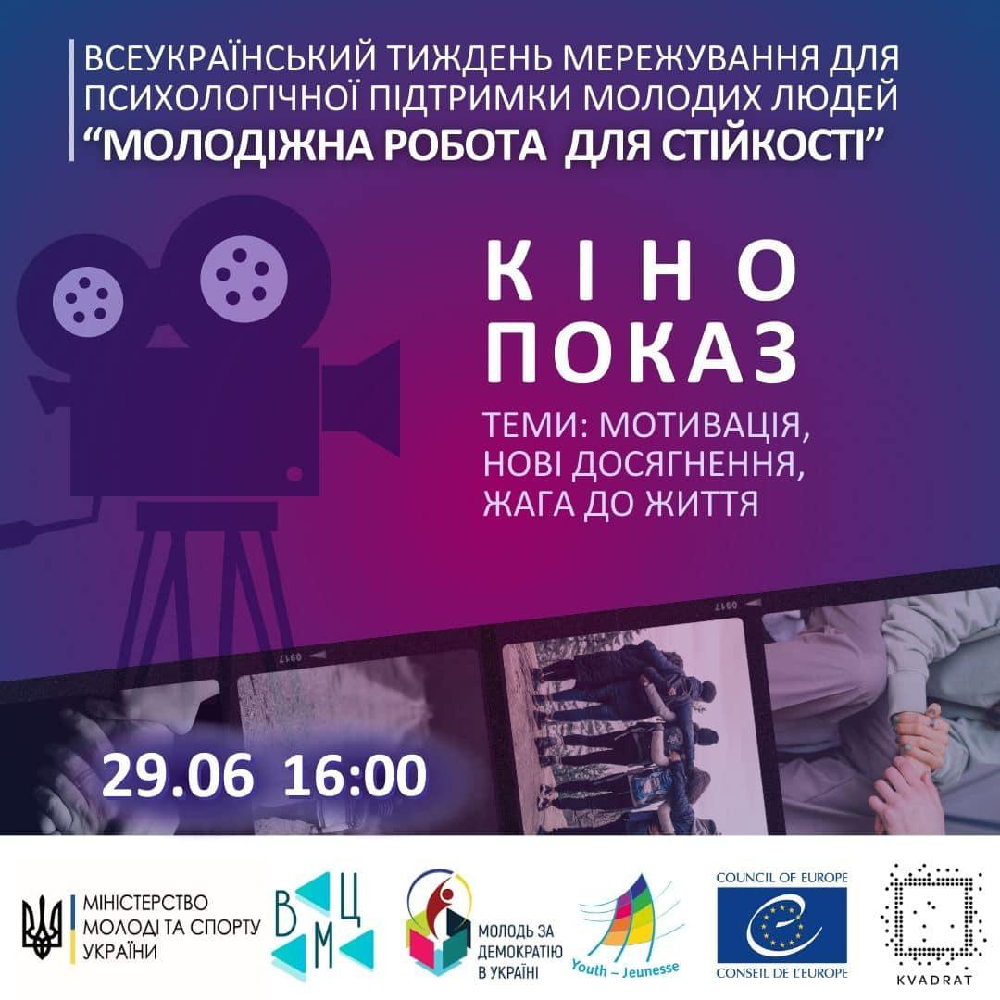 ВСЕУКРАЇНСЬКИЙ ТИЖДЕНЬ МЕРЕЖУВАННЯ ДЛЯ
ПСИХОЛОГІЧНОЇ ПІДТРИМКИ МОЛОДИХ ЛЮДЕЙ
“МОЛОДІЖНА РОБОТА ДЛЯ СТІЙКОСТІ”
КІНО
ПОКАЗ
ТЕМИ: МОТИВАЦІЯ,
НОВІ ДОСЯГНЕННЯ,
ЖАГА ДО ЖИТТЯ
0917
0917
29.06 16:00
МІНІСТЕРСТВО
МОЛОДІ ТА СПОРТУ
УКРАЇНИ
ВМЦ
МОЛОДЬ ЗА
ДЕМОКРАТІЮ
В УКРАЇНІ
Youth – Jeunesse
COUNCIL OF EUROPE
CONSEIL DE L'EUROPE
KVADRAT